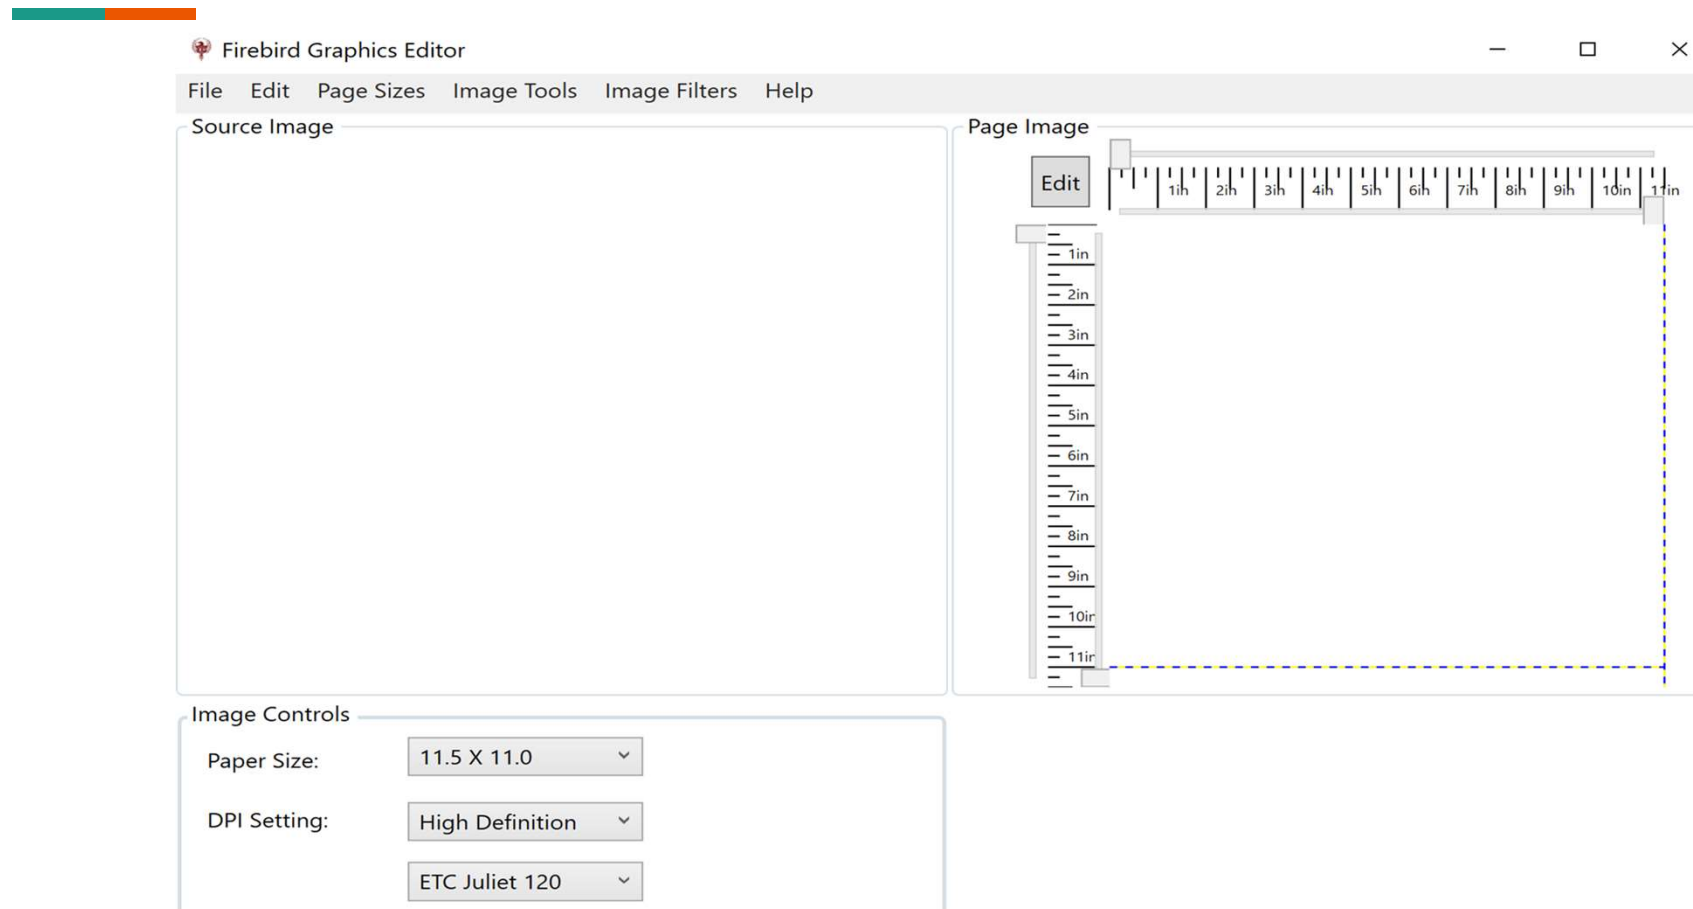 Firebird Graphics Editor
File Edit Page Sizes Image Tools Image Filters Help
Source Image
Page Image
Edit
1in 2in 3in 4in 5in 6in 7in 8in 9in 10in 11in
1in
2in
3in
4in
5in
6in
7in
8in
9in
10in
11in
Image Controls
Paper Size: 11.5 X 11.0
DPI Setting: High Definition
ETC Juliet 120